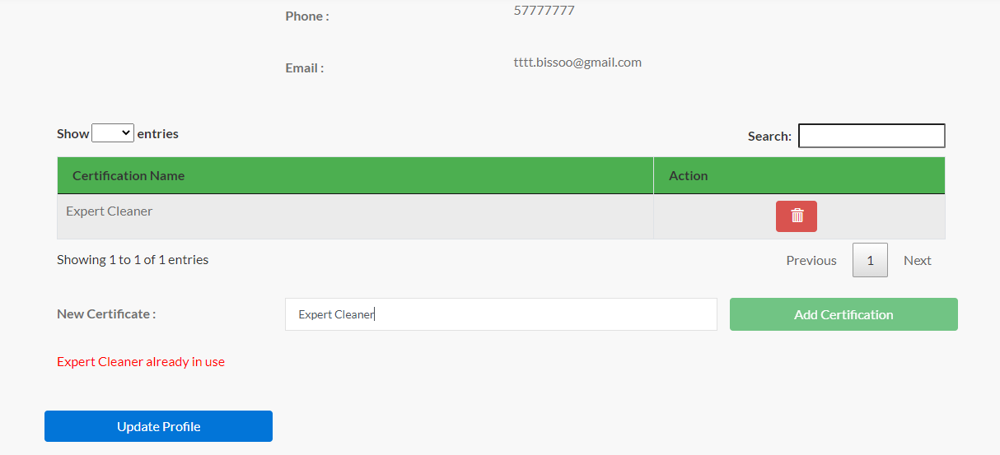 Phone : 57777777
Email : tttt.bissoo@gmail.com
Show entries Search:
Certification Name Action
Expert Cleaner
Showing 1 to 1 of 1 entries Previous 1 Next
New Certificate : Expert Cleaner Add Certification
Expert Cleaner already in use
Update Profile